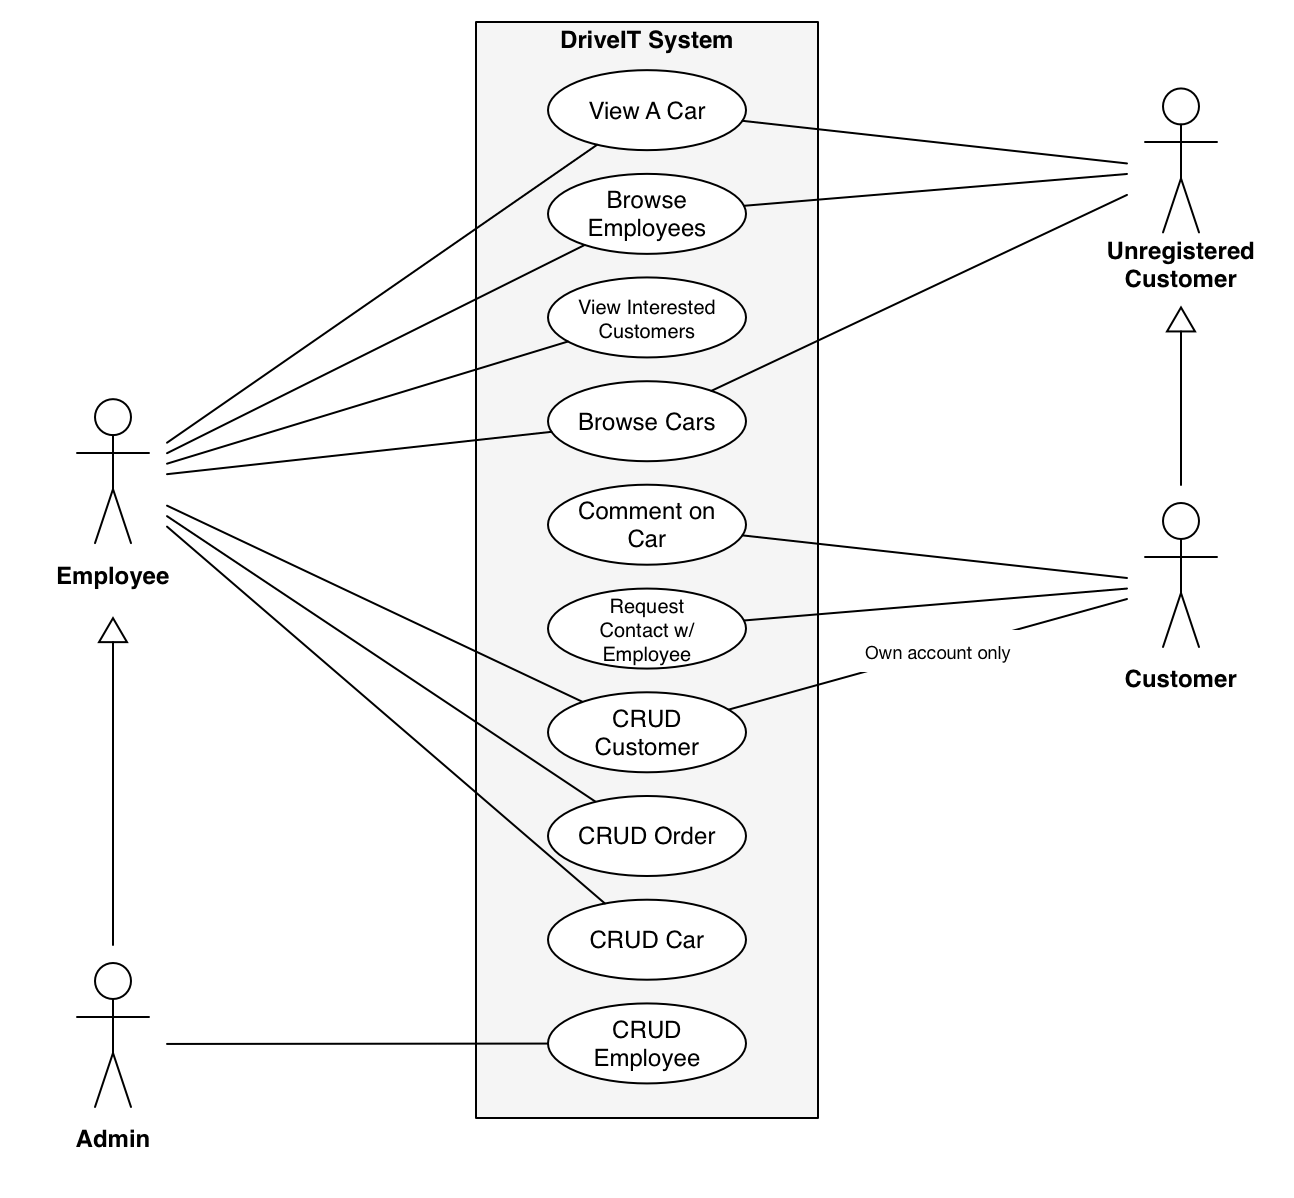 DriveIT System
View A Car
Browse
Employees
View Interested
Customers
Browse Cars
Comment on
Car
Request
Contact w/
Employee
CRUD
Customer
CRUD Order
CRUD Car
CRUD
Employee
Employee
Admin
Unregistered
Customer
Own account only
Customer